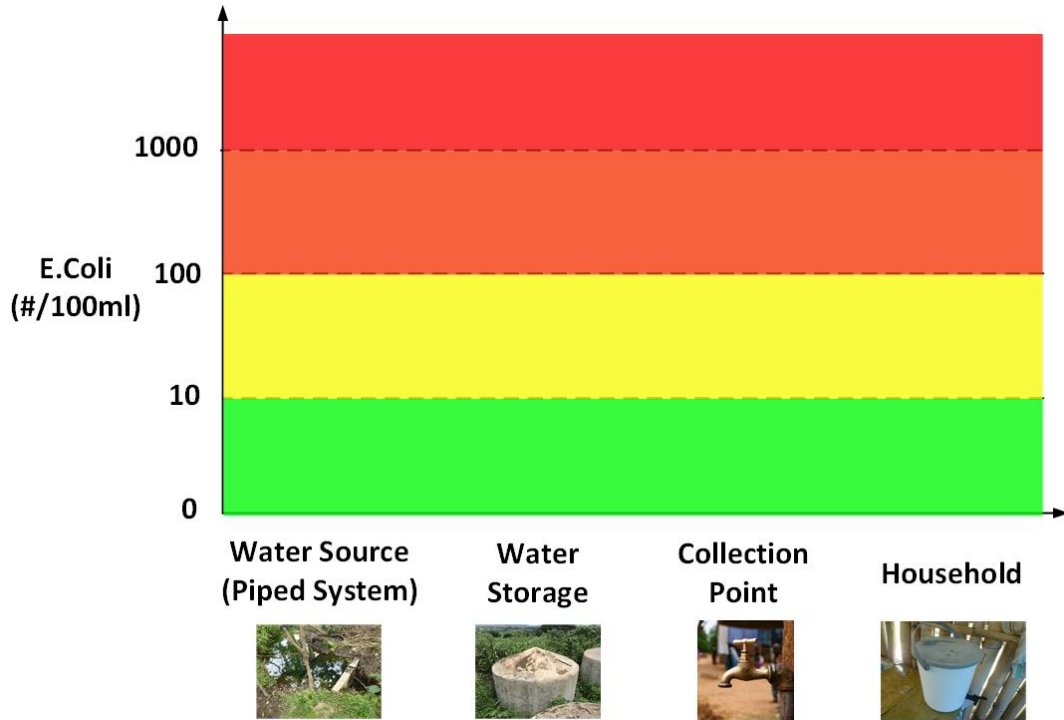 1000
E.Coli
(#/100ml)
100
10
0
Water Source
(Piped System)
Water
Storage
Collection
Point
Household